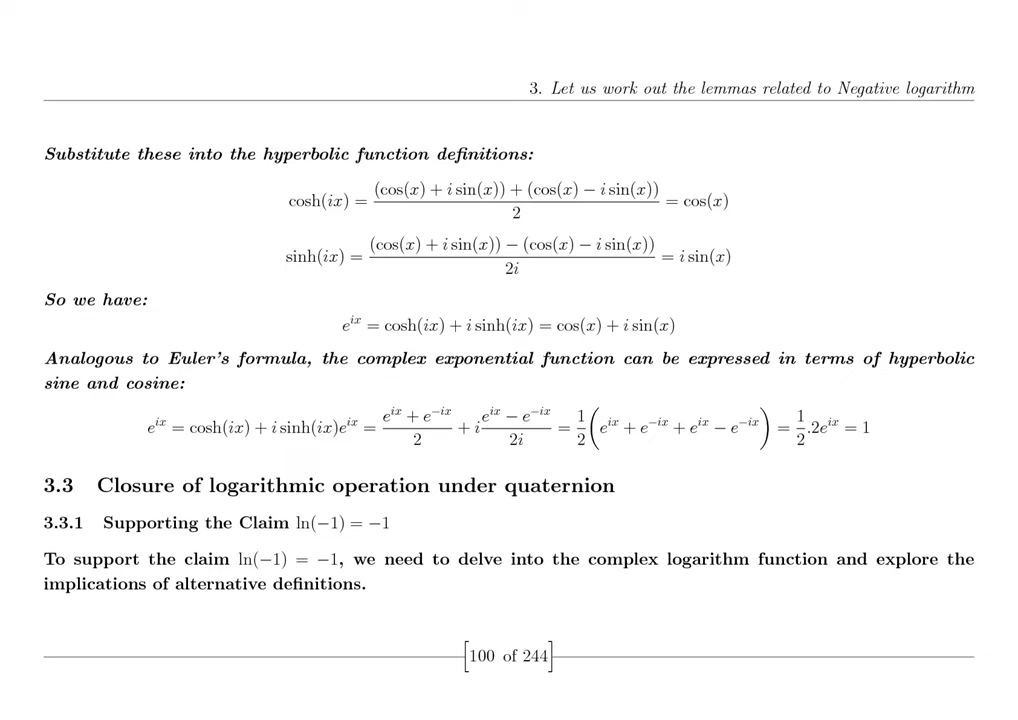 3. Let us work out the lemmas related to Negative logarithm
Substitute these into the hyperbolic function definitions:
cosh(ix) = (cos(x) + i sin(x)) + (cos(x) − i sin(x)) / 2 = cos(x)
sinh(ix) = (cos(x) + i sin(x)) − (cos(x) − i sin(x)) / 2i = i sin(x)
So we have:
e^{ix} = cosh(ix) + i sinh(ix) = cos(x) + i sin(x)
Analogous to Euler's formula, the complex exponential function can be expressed in terms of hyperbolic
sine and cosine:
e^{ix} = cosh(ix) + i sinh(ix)e^{ix} = (e^{ix} + e^{−ix})/2 + i(e^{ix} − e^{−ix})/2i = 1/2(e^{ix} + e^{−ix} + e^{ix} − e^{−ix}) = 1/2.2e^{ix} = 1
3.3 Closure of logarithmic operation under quaternion
3.3.1 Supporting the Claim ln(−1) = −1
To support the claim ln(−1) = −1, we need to delve into the complex logarithm function and explore the
implications of alternative definitions.
[100 of 244]